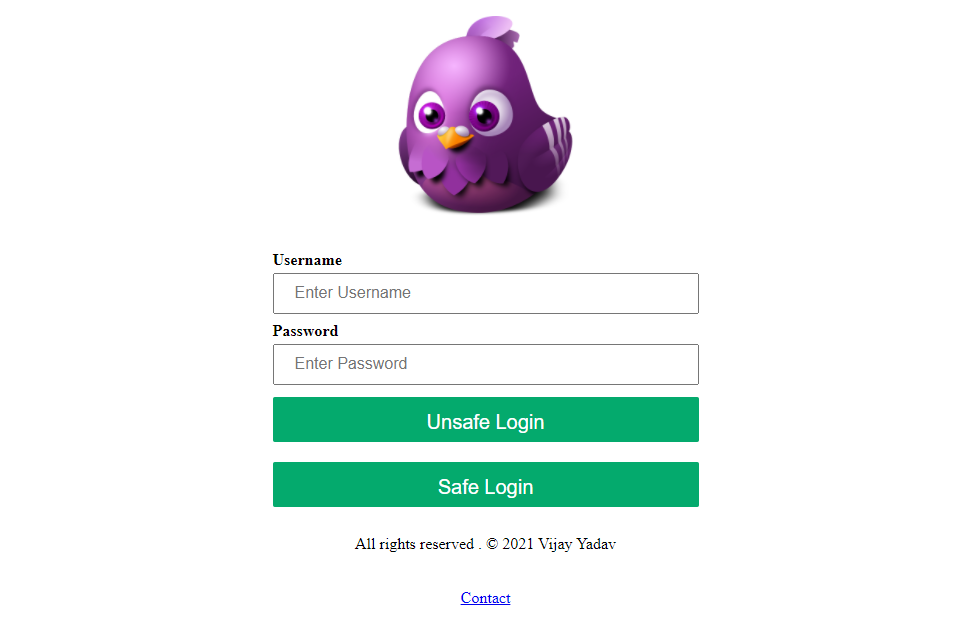 Username
Enter Username
Password
Enter Password
Unsafe Login
Safe Login
All rights reserved . © 2021 Vijay Yadav
Contact